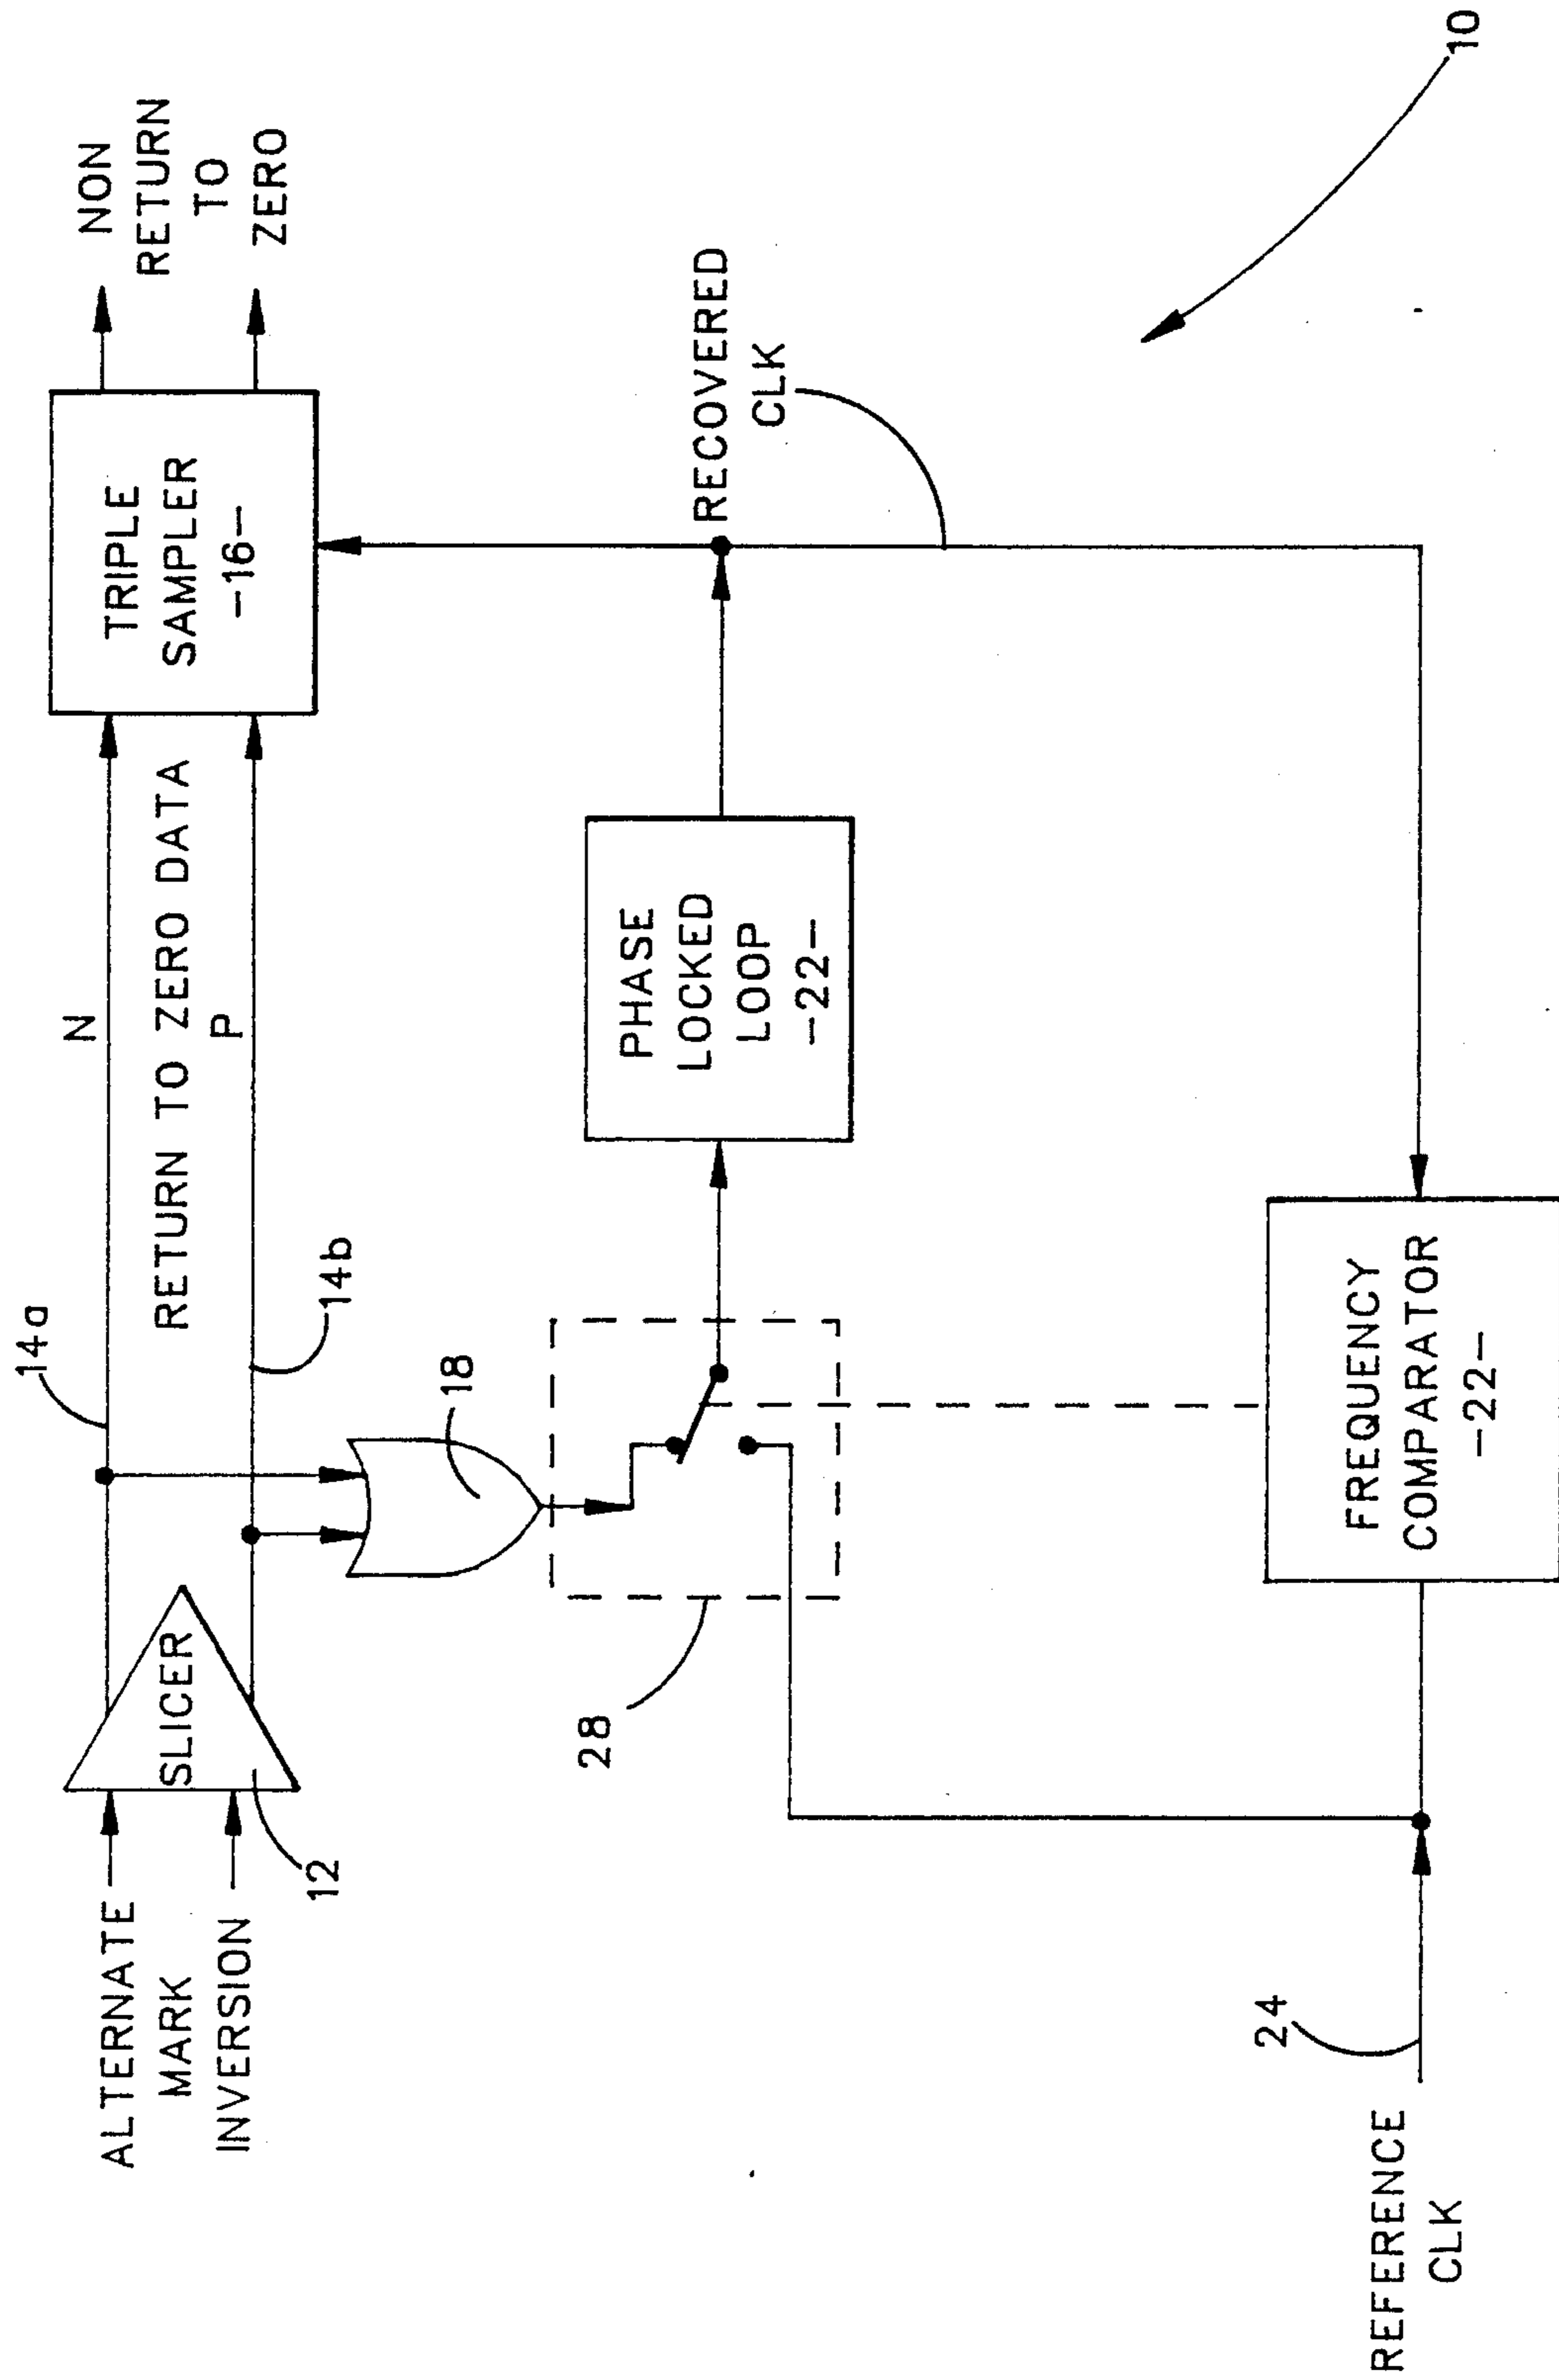 ALTERNATE
MARK
INVERSION
SLICER
12
14a
N
RETURN TO ZERO DATA
P
14b
TRIPLE
SAMPLER
-16-
NON
RETURN
TO
ZERO
18
28
PHASE
LOCKED
LOOP
-22-
RECOVERED
CLK
REFERENCE
CLK
24
FREQUENCY
COMPARATOR
-22-
10